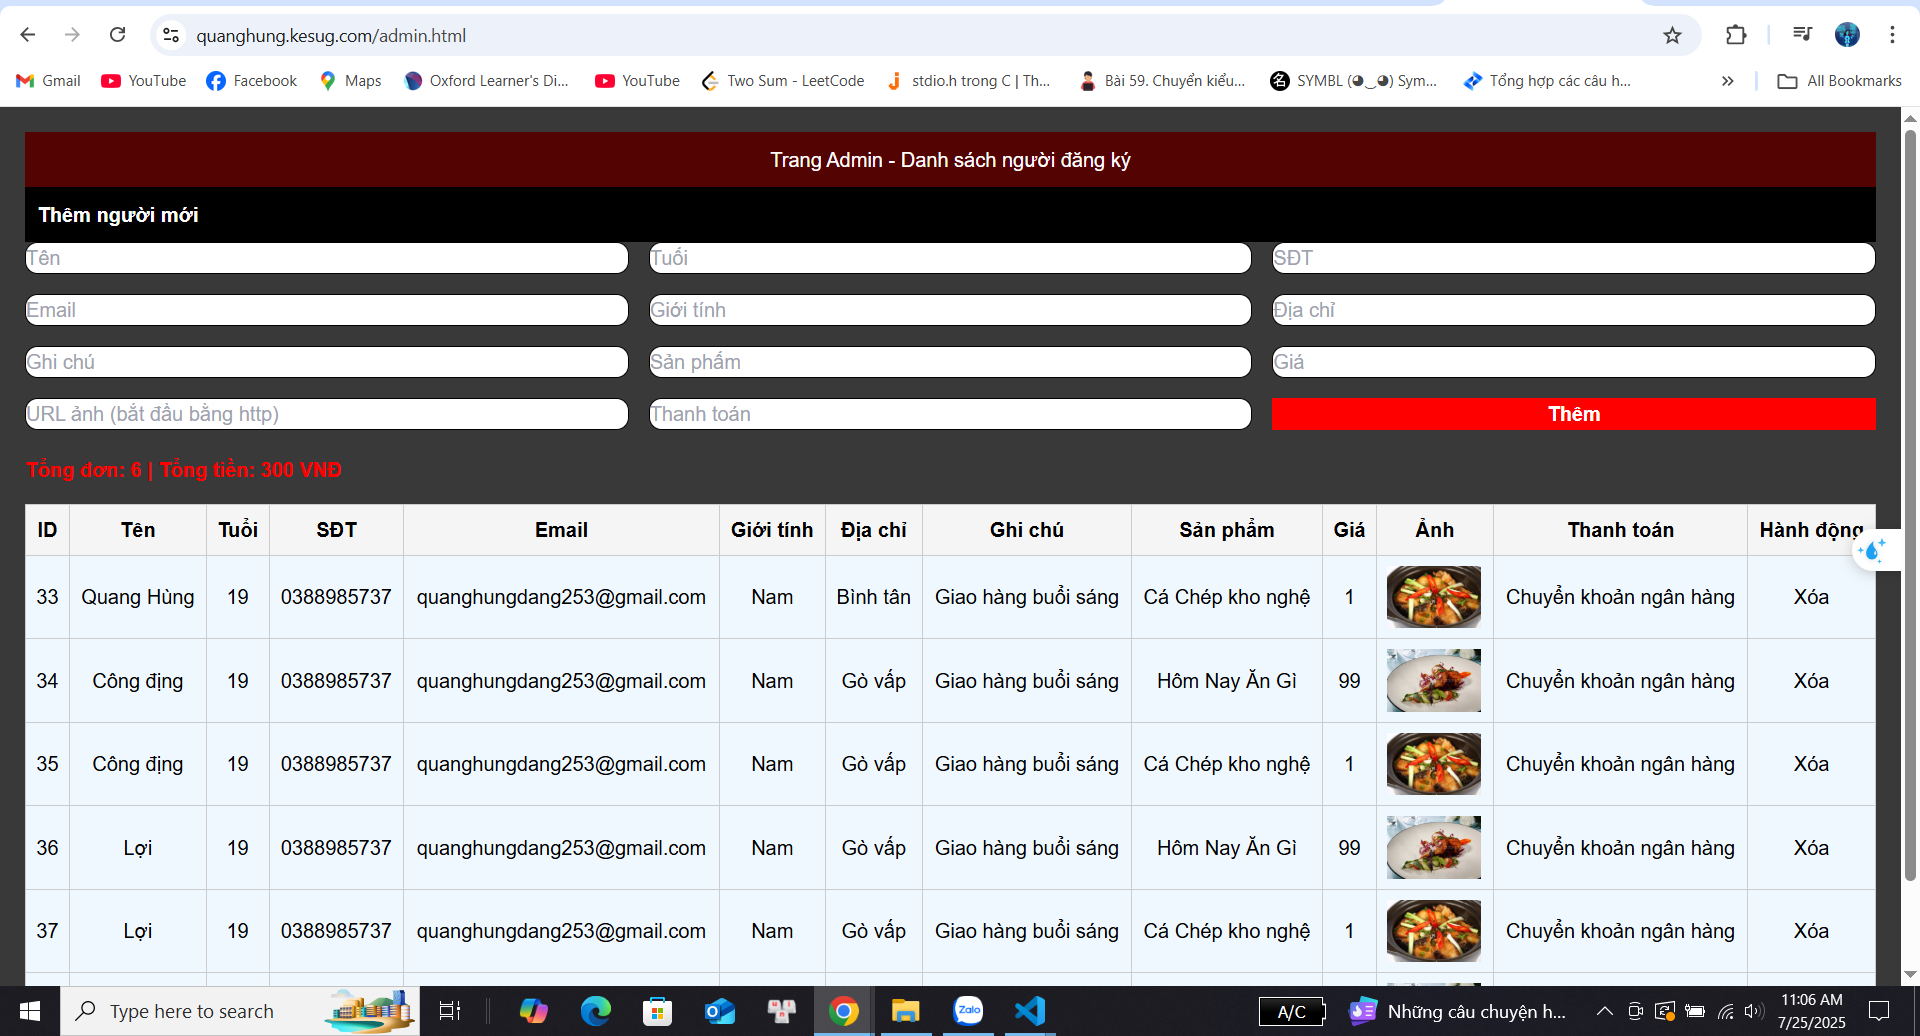 quanghung.kesug.com/admin.html
Gmail YouTube Facebook Maps Oxford Learner's Di... YouTube Two Sum - LeetCode stdio.h trong C | Th... Bài 59. Chuyển kiểu... SYMBL (◕‿◕) Sym... Tổng hợp các câu h... » All Bookmarks
Trang Admin - Danh sách người đăng ký
Thêm người mới
Tên Tuổi SĐT
Email Giới tính Địa chỉ
Ghi chú Sản phẩm Giá
URL ảnh (bắt đầu bằng http) Thanh toán Thêm
Tổng đơn: 6 | Tổng tiền: 300 VNĐ
ID Tên Tuổi SĐT Email Giới tính Địa chỉ Ghi chú Sản phẩm Giá Ảnh Thanh toán Hành động
33 Quang Hùng 19 0388985737 quanghungdang253@gmail.com Nam Bình tân Giao hàng buổi sáng Cá Chép kho nghệ 1 Chuyển khoản ngân hàng Xóa
34 Công định 19 0388985737 quanghungdang253@gmail.com Nam Gò vấp Giao hàng buổi sáng Hôm Nay Ăn Gì 99 Chuyển khoản ngân hàng Xóa
35 Công định 19 0388985737 quanghungdang253@gmail.com Nam Gò vấp Giao hàng buổi sáng Cá Chép kho nghệ 1 Chuyển khoản ngân hàng Xóa
36 Lợi 19 0388985737 quanghungdang253@gmail.com Nam Gò vấp Giao hàng buổi sáng Hôm Nay Ăn Gì 99 Chuyển khoản ngân hàng Xóa
37 Lợi 19 0388985737 quanghungdang253@gmail.com Nam Gò vấp Giao hàng buổi sáng Cá Chép kho nghệ 1 Chuyển khoản ngân hàng Xóa
Type here to search Zalo A/C Những câu chuyện h... 11:06 AM
7/25/2025